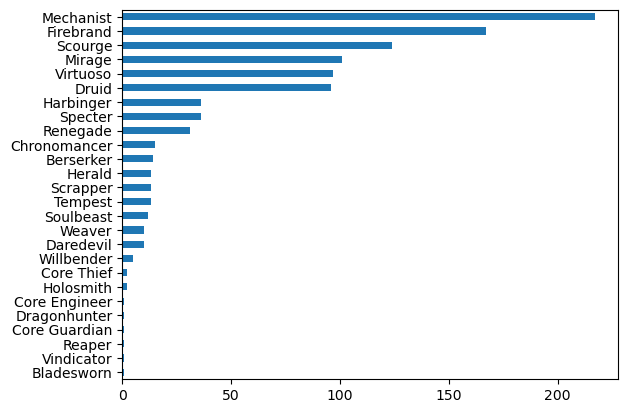 Mechanist
Firebrand
Scourge
Mirage
Virtuoso
Druid
Harbinger
Specter
Renegade
Chronomancer
Berserker
Herald
Scrapper
Tempest
Soulbeast
Weaver
Daredevil
Willbender
Core Thief
Holosmith
Core Engineer
Dragonhunter
Core Guardian
Reaper
Vindicator
Bladesworn
0 50 100 150 200